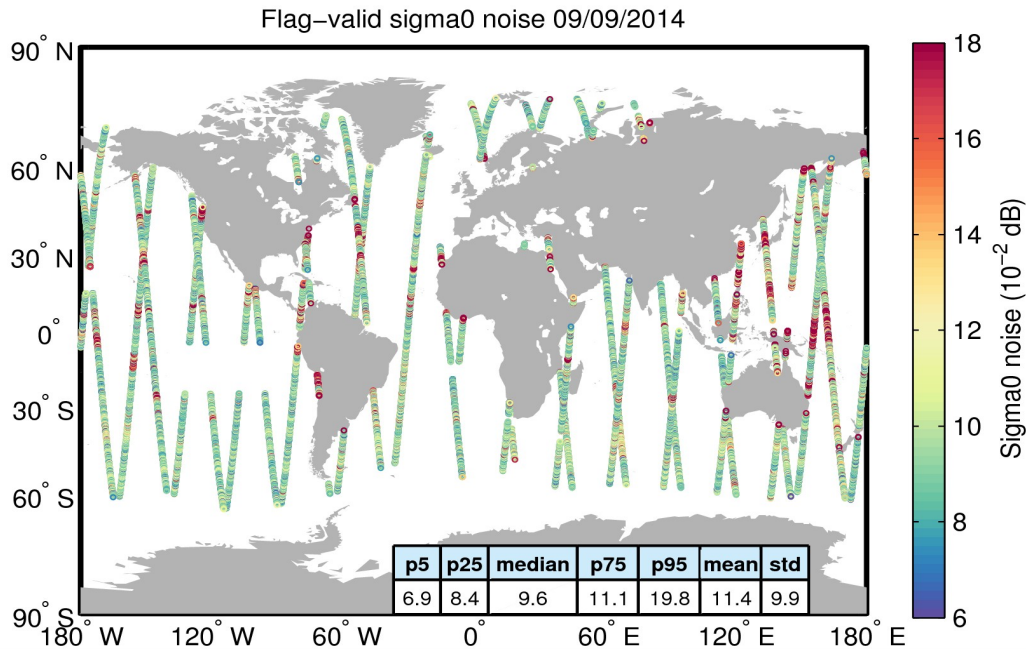 Flag−valid sigma0 noise 09/09/2014
90° N
60° N
30° N
0°
30° S
60° S
90° S
180° W
120° W
60° W
0°
60° E
120° E
180° E
p5 p25 median p75 p95 mean std
6.9 8.4 9.6 11.1 19.8 11.4 9.9
18
16
14
12
10
8
6
Sigma0 noise (10⁻² dB)